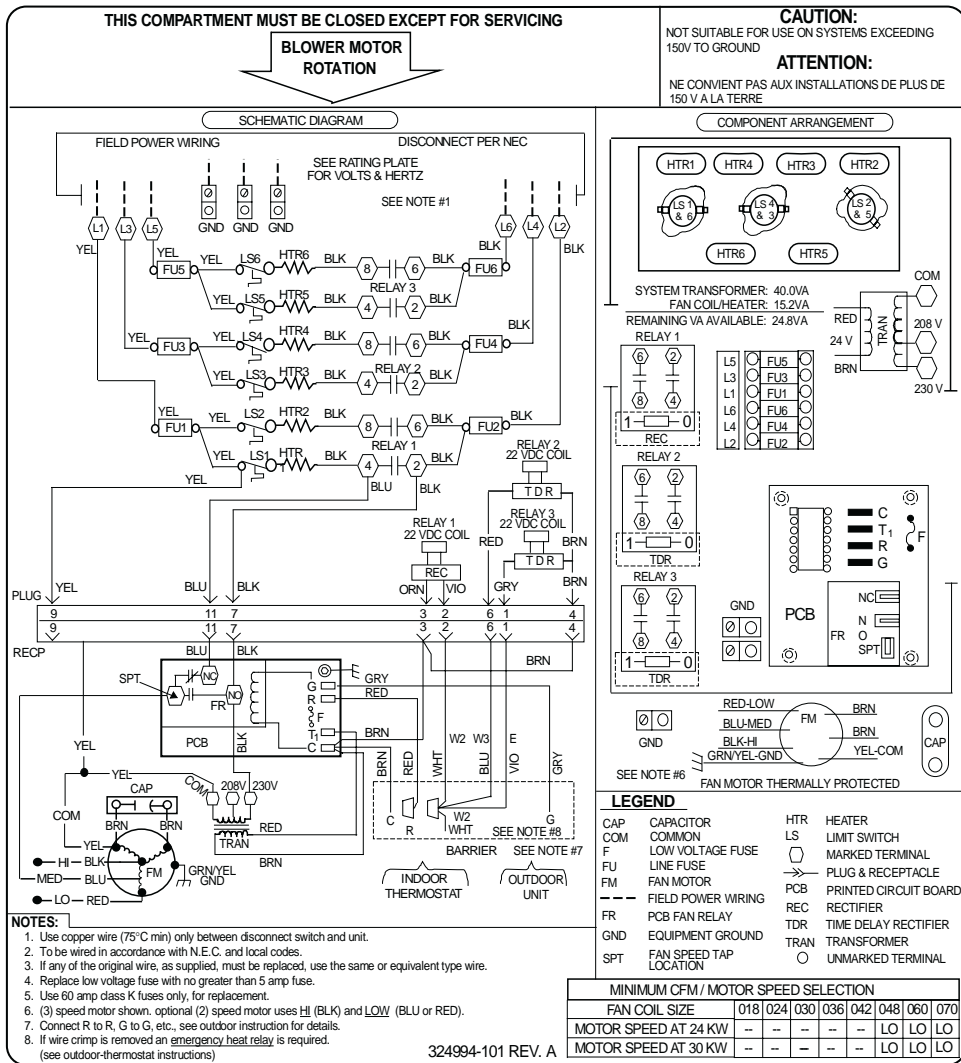 THIS COMPARTMENT MUST BE CLOSED EXCEPT FOR SERVICING
BLOWER MOTOR
ROTATION
CAUTION:
NOT SUITABLE FOR USE ON SYSTEMS EXCEEDING
150V TO GROUND
ATTENTION:
NE CONVIENT PAS AUX INSTALLATIONS DE PLUS DE
150 V A LA TERRE
SCHEMATIC DIAGRAM
FIELD POWER WIRING
DISCONNECT PER NEC
SEE RATING PLATE
FOR VOLTS & HERTZ
SEE NOTE #1
L1 L3 L5 GND GND GND L6 L4 L2
YEL YEL BLK BLK
YEL LS6 HTR6 BLK 8 6 BLK
FU5 RELAY 3 FU6
YEL LS5 HTR5 BLK 4 2 BLK
YEL YEL LS4 HTR4 BLK 8 6 BLK BLK
FU3 RELAY 2 FU4
YEL LS3 HTR3 BLK 4 2 BLK
YEL YEL LS2 HTR2 BLK 8 6 BLK BLK
FU1 RELAY 1 FU2
YEL LS1 HTR BLK 4 2 BLK
YEL BLU BLK
RELAY 2
22 VDC COIL
TDR
RELAY 1
22 VDC COIL
REC
RELAY 3
22 VDC COIL
TDR
RED BRN
ORN VIO GRY BRN
PLUG YEL BLU BLK
9 11 7 3 2 6 1 4
9 11 7 3 2 6 1 4
RECP
BLU BLK BRN
SPT NC NO FR
G GRY
R RED
F
T1 BRN
C
PCB BLK
YEL
YEL COM 208V 230V
CAP
COM BRN BRN
TRAN RED
BRN
YEL
HI BLK
MED BLU
LO RED
FM
GRN/YEL
GND
BRN RED WHT W2 W3 BLU E VIO GRY
C R W2 WHT G
SEE NOTE #8
BARRIER SEE NOTE #7
INDOOR
THERMOSTAT
OUTDOOR
UNIT
COMPONENT ARRANGEMENT
HTR1 HTR4 HTR3 HTR2
LS 1
& 6
LS 4
& 3
LS 2
& 5
HTR6 HTR5
SYSTEM TRANSFORMER: 40.0VA
FAN COIL/HEATER: 15.2VA
REMAINING VA AVAILABLE: 24.8VA
COM
RED
24 V TRAN 208 V
BRN
230 V
RELAY 1
6 2
8 4
1 0
REC
L5 FU5
L3 FU3
L1 FU1
L6 FU6
L4 FU4
L2 FU2
RELAY 2
6 2
8 4
1 0
TDR
RELAY 3
6 2
8 4
1 0
TDR
C
T1
R
G
F
GND
PCB
NC
N
O
FR
SPT
GND
RED-LOW
BLU-MED
BLK-HI
GRN/YEL-GND
FM
BRN
BRN
YEL-COM
CAP
SEE NOTE #6
FAN MOTOR THERMALLY PROTECTED
LEGEND
CAP CAPACITOR
COM COMMON
F LOW VOLTAGE FUSE
FU LINE FUSE
FM FAN MOTOR
FIELD POWER WIRING
FR PCB FAN RELAY
GND EQUIPMENT GROUND
SPT FAN SPEED TAP
LOCATION
HTR HEATER
LS LIMIT SWITCH
MARKED TERMINAL
PLUG & RECEPTACLE
PCB PRINTED CIRCUIT BOARD
REC RECTIFIER
TDR TIME DELAY RECTIFIER
TRAN TRANSFORMER
UNMARKED TERMINAL
NOTES:
1. Use copper wire (75°C min) only between disconnect switch and unit.
2. To be wired in accordance with N.E.C. and local codes.
3. If any of the original wire, as supplied, must be replaced, use the same or equivalent type wire.
4. Replace low voltage fuse with no greater than 5 amp fuse.
5. Use 60 amp class K fuses only, for replacement.
6. (3) speed motor shown. optional (2) speed motor uses HI (BLK) and LOW (BLU or RED).
7. Connect R to R, G to G, etc., see outdoor instruction for details.
8. If wire crimp is removed an emergency heat relay is required.
(see outdoor-thermostat instructions)
324994-101 REV. A
MINIMUM CFM / MOTOR SPEED SELECTION
FAN COIL SIZE 018 024 030 036 042 048 060 070
MOTOR SPEED AT 24 KW -- -- -- -- -- LO LO LO
MOTOR SPEED AT 30 KW -- -- -- -- -- LO LO LO